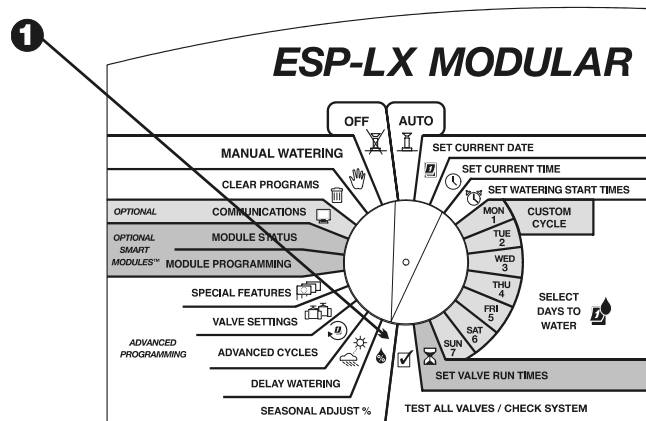 1
ESP-LX MODULAR
OFF
AUTO
MANUAL WATERING
SET CURRENT DATE
CLEAR PROGRAMS
SET CURRENT TIME
OPTIONAL
COMMUNICATIONS
SET WATERING START TIMES
OPTIONAL
SMART
MODULES™
MODULE STATUS
MODULE PROGRAMMING
MON
1
CUSTOM
CYCLE
TUE
2
WED
3
THU
4
FRI
5
SAT
6
SUN
7
SELECT
DAYS TO
WATER
SPECIAL FEATURES
VALVE SETTINGS
ADVANCED
PROGRAMMING
ADVANCED CYCLES
DELAY WATERING
SEASONAL ADJUST %
SET VALVE RUN TIMES
TEST ALL VALVES / CHECK SYSTEM